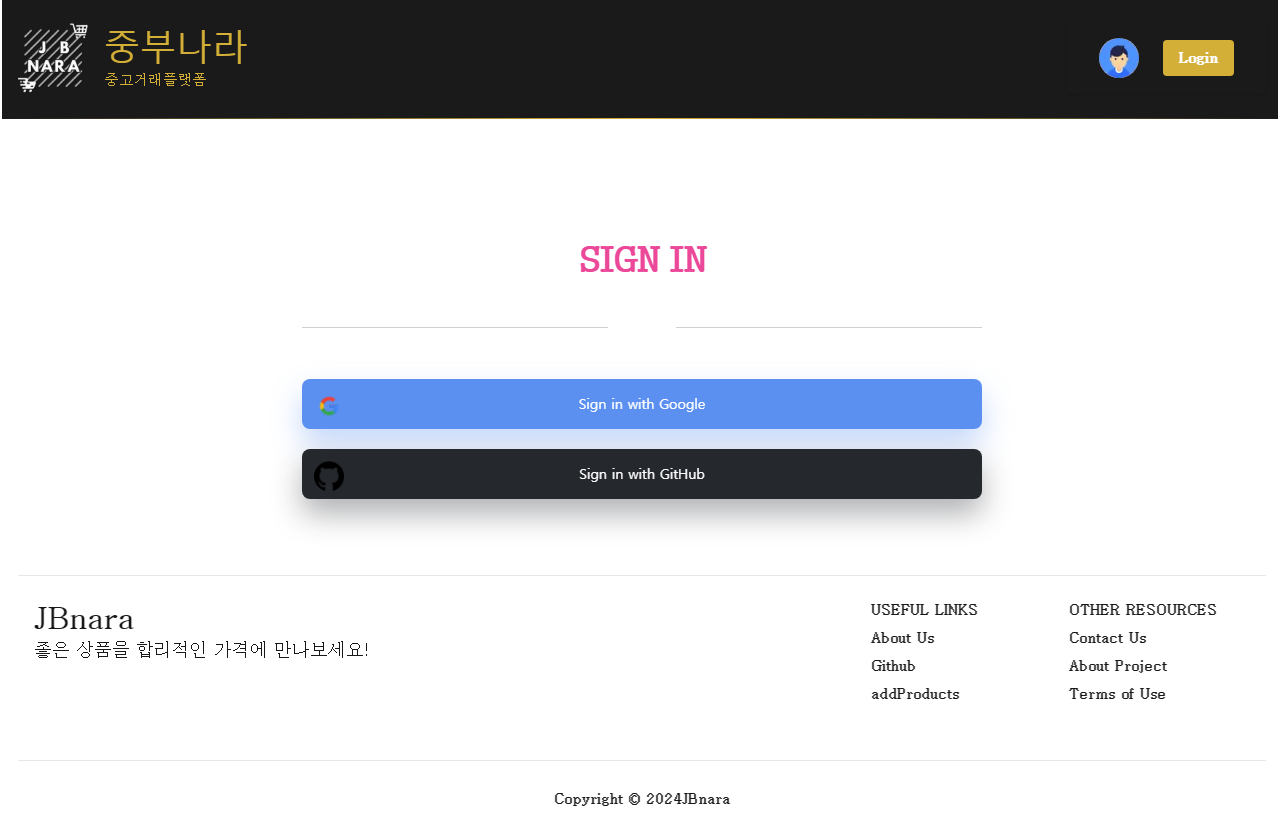 J B
NARA
중부나라
중고거래플랫폼
Login
SIGN IN
Sign in with Google
Sign in with GitHub
JBnara
좋은 상품을 합리적인 가격에 만나보세요!
USEFUL LINKS
About Us
Github
addProducts
OTHER RESOURCES
Contact Us
About Project
Terms of Use
Copyright © 2024JBnara